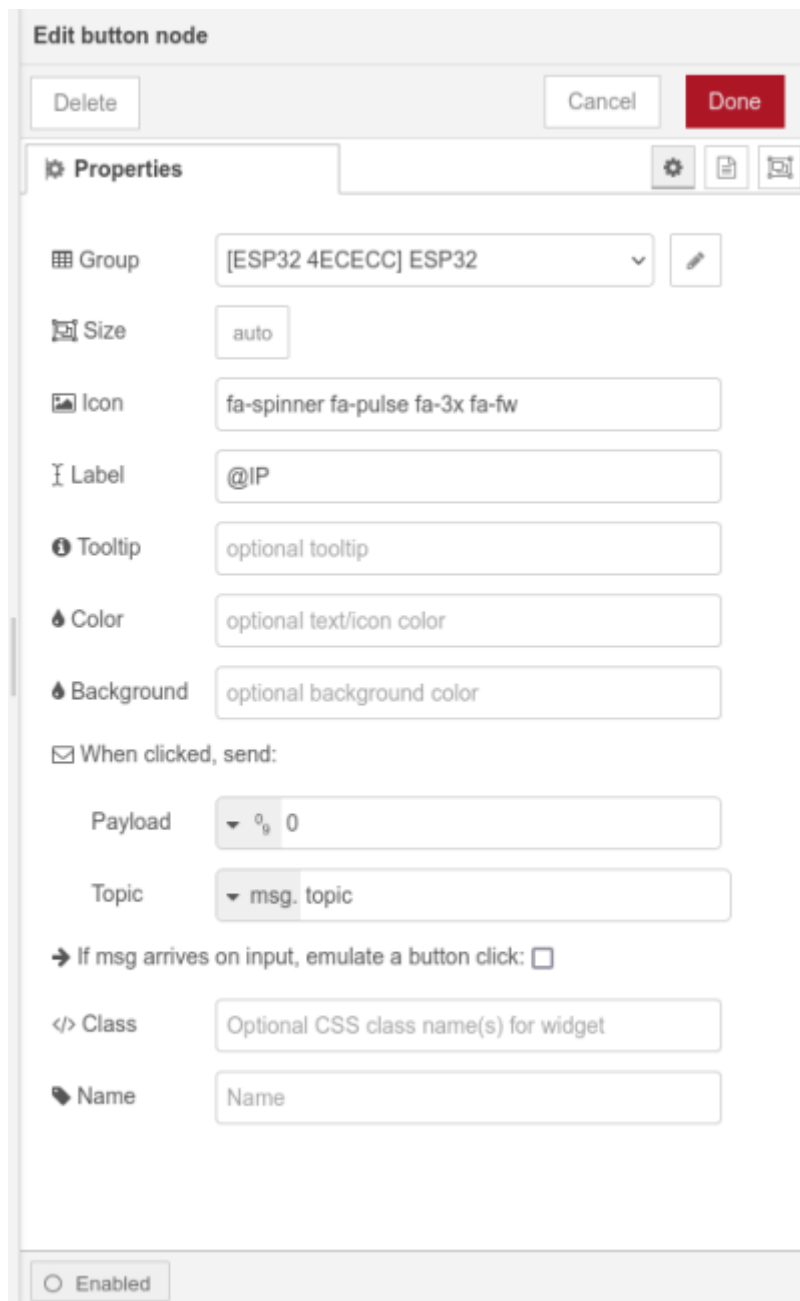 Edit button node
Delete Cancel Done
Properties
Group [ESP32 4ECECC] ESP32
Size auto
Icon fa-spinner fa-pulse fa-3x fa-fw
Label @IP
Tooltip optional tooltip
Color optional text/icon color
Background optional background color
When clicked, send:
Payload 0
Topic msg. topic
If msg arrives on input, emulate a button click:
</> Class Optional CSS class name(s) for widget
Name Name
Enabled